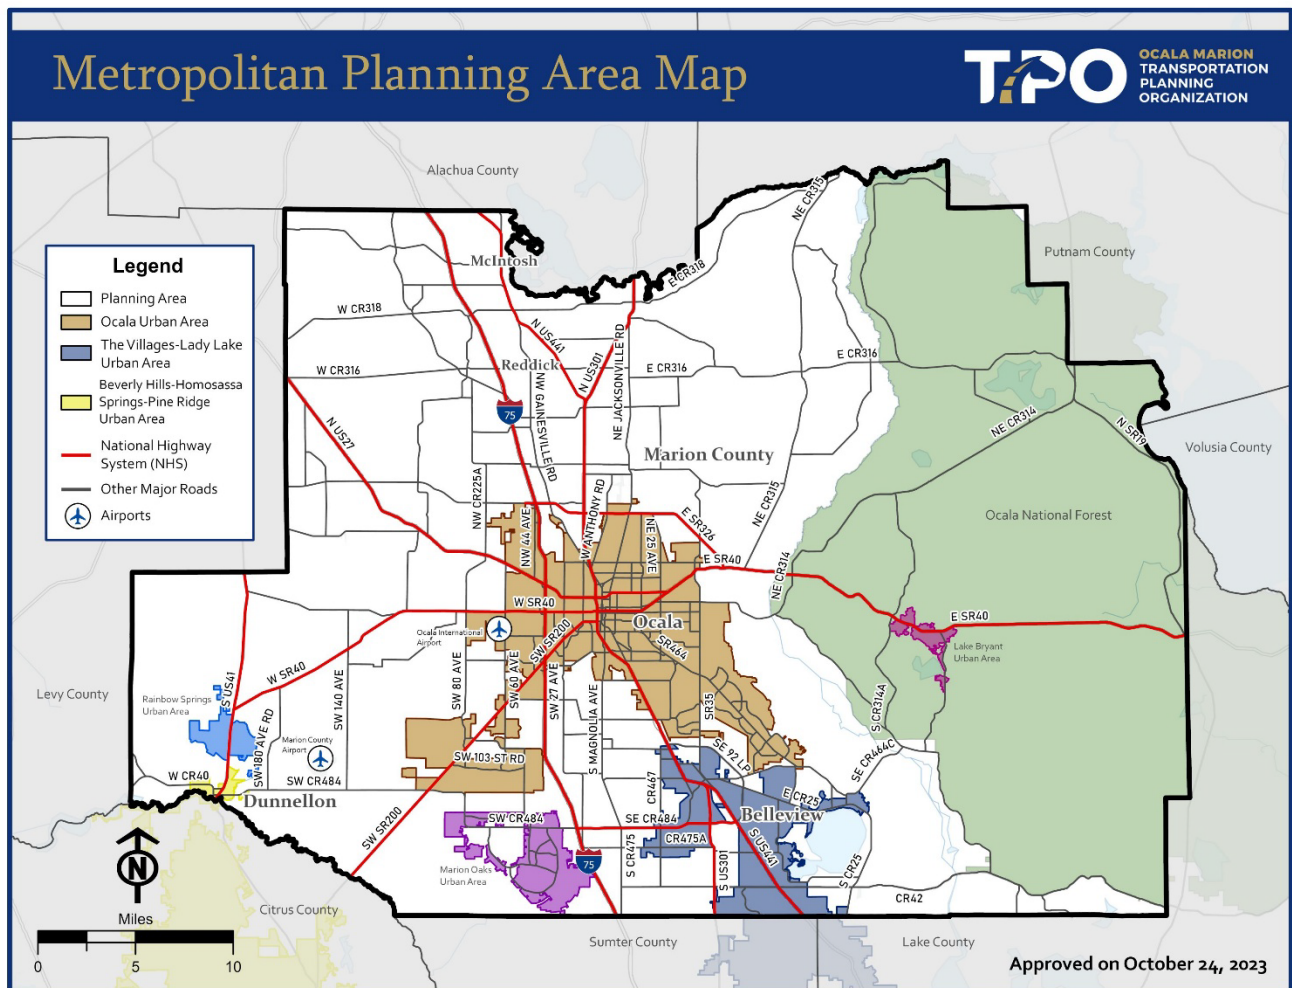 Metropolitan Planning Area Map
TPO
OCALA MARION
TRANSPORTATION
PLANNING
ORGANIZATION
Alachua County
Putnam County
Volusia County
Levy County
Citrus County
Sumter County
Lake County
Legend
Planning Area
Ocala Urban Area
The Villages-Lady Lake
Urban Area
Beverly Hills-Homosassa
Springs-Pine Ridge
Urban Area
National Highway
System (NHS)
Other Major Roads
Airports
McIntosh
Reddick
Marion County
Ocala National Forest
Ocala
Belleview
Dunnellon
Ocala International
Airport
Marion County
Airport
Rainbow Springs
Urban Area
Marion Oaks
Urban Area
Lake Bryant
Urban Area
NE CR315
E CR318
W CR318
N US441
N US301
NE JACKSONVILLE RD
W CR316
E CR316
E CR316
75
NW GAINESVILLE RD
N US27
NE CR314
N SR19
NW CR225A
NE CR315
NW 44 AVE
W ANTHONY RD
NE 25 AVE
E SR326
E SR40
NE CR314
W SR40
E SR40
SW SR200
SR464
W SR40
S US41
SW 140 AVE
SW 80 AVE
SW 60 AVE
SW 27 AVE
S MAGNOLIA AVE
SR35
S CR314A
SW 180 AVE RD
SW 103 ST RD
SE 92 LP
SE CR464C
W CR40
SW CR484
CR467
E CR25
SW SR200
SW CR484
SE CR484
CR475A
S CR475
S US301
S US441
S CR25
75
CR42
N
Miles
0 5 10
Approved on October 24, 2023